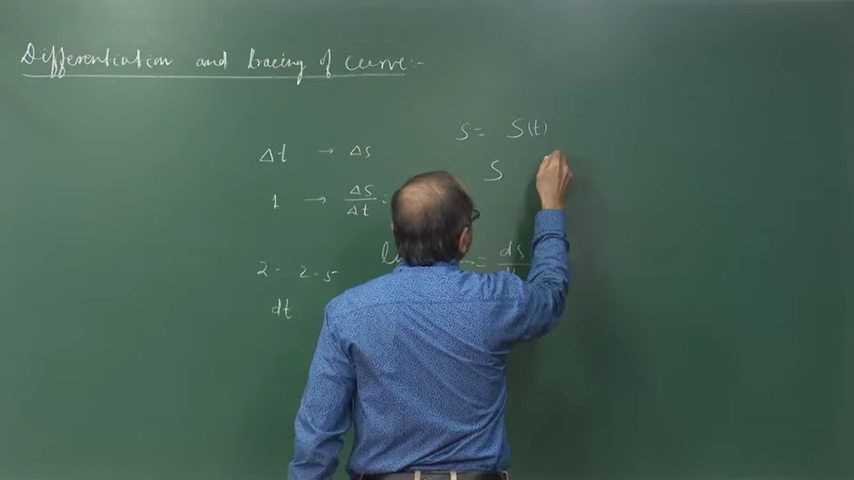 Differentiation and tracing of curve:-
S = S(t)
Δt → Δs
S
1 → Δs/Δt =
= ds
2 - 2.5
dt